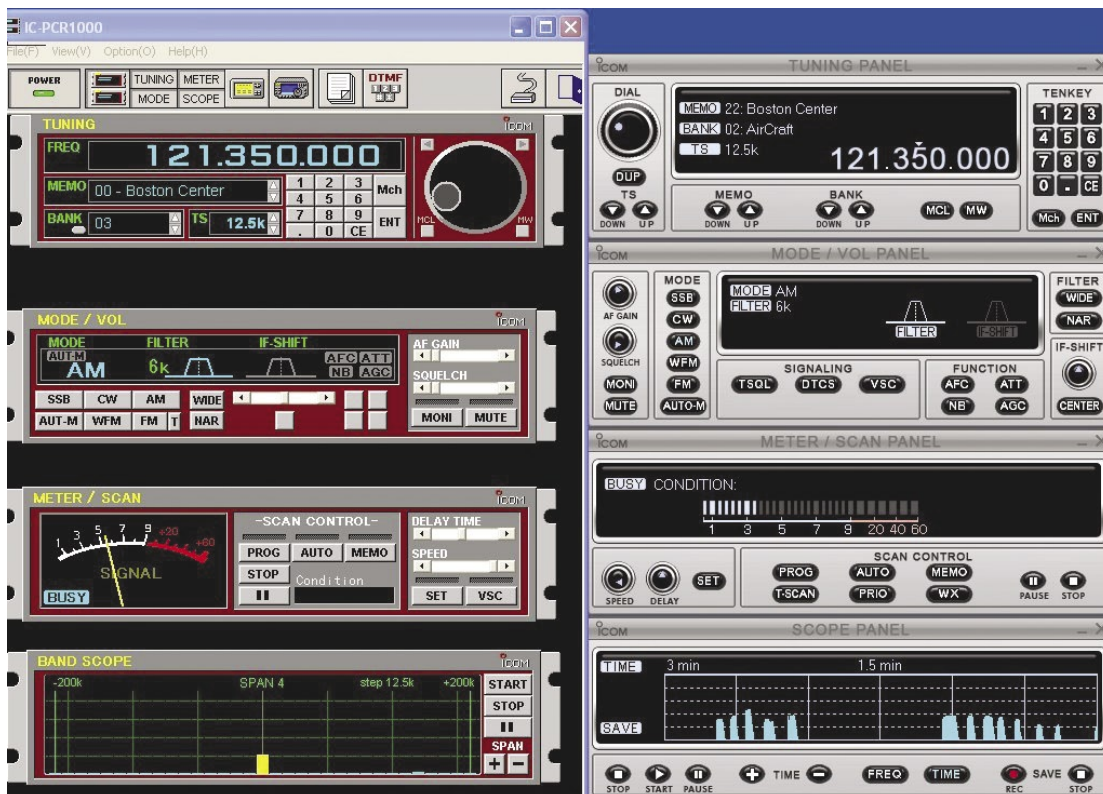 IC-PCR1000
File(F) View(V) Option(O) Help(H)
POWER
TUNING METER
MODE SCOPE
DTMF
TUNING
ICOM
FREQ 121.350.000
MEMO 00 - Boston Center
BANK 03
TS 12.5k
1 2 3 Mch
4 5 6
7 8 9 ENT
. 0 CE
MCL MW
MODE / VOL
ICOM
MODE FILTER IF-SHIFT
AUT-M
AM 6k
AFC ATT
NB AGC
SSB CW AM WIDE
AUT-M WFM FM T NAR
AF GAIN
SQUELCH
MONI MUTE
METER / SCAN
ICOM
1 3 5 7 9 +20 +60
SIGNAL
BUSY
-SCAN CONTROL-
PROG AUTO MEMO
STOP
Condition
DELAY TIME
SPEED
SET VSC
BAND SCOPE
ICOM
-200k SPAN 4 step 12.5k +200k
START
STOP
SPAN
+ -
ICOM TUNING PANEL
DIAL
MEMO 22: Boston Center
BANK 02: AirCraft
TS 12.5k
121.350.000
TENKEY
1 2 3
4 5 6
7 8 9
0 . CE
Mch ENT
DUP
TS
DOWN UP
MEMO
DOWN UP
BANK
DOWN UP
MCL MW
ICOM MODE / VOL PANEL
AF GAIN
SQUELCH
MONI
MUTE
MODE
SSB
CW
AM
WFM
FM
AUTO-M
MODE AM
FILTER 6k
FILTER IF-SHIFT
SIGNALING
TSQL DTCS VSC
FUNCTION
AFC ATT
NB AGC
FILTER
WIDE
NAR
IF-SHIFT
CENTER
ICOM METER / SCAN PANEL
BUSY CONDITION:
1 3 5 7 9 20 40 60
SPEED DELAY SET
SCAN CONTROL
PROG AUTO MEMO
T-SCAN PRIO WX
PAUSE STOP
ICOM SCOPE PANEL
TIME 3 min 1.5 min
SAVE
STOP START PAUSE
TIME
FREQ TIME
REC SAVE STOP